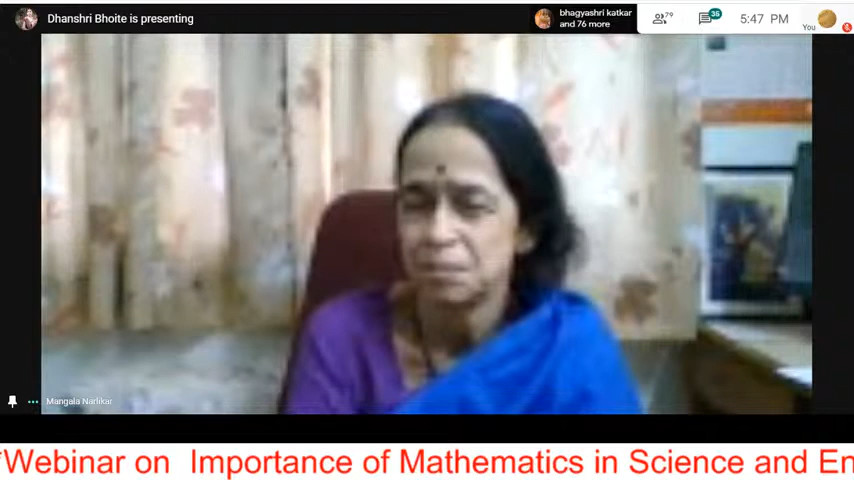 Dhanshri Bhoite is presenting
bhagyashri katkar
and 76 more
79
36
5:47 PM
You
Mangala Narlikar
*Webinar on Importance of Mathematics in Science and En